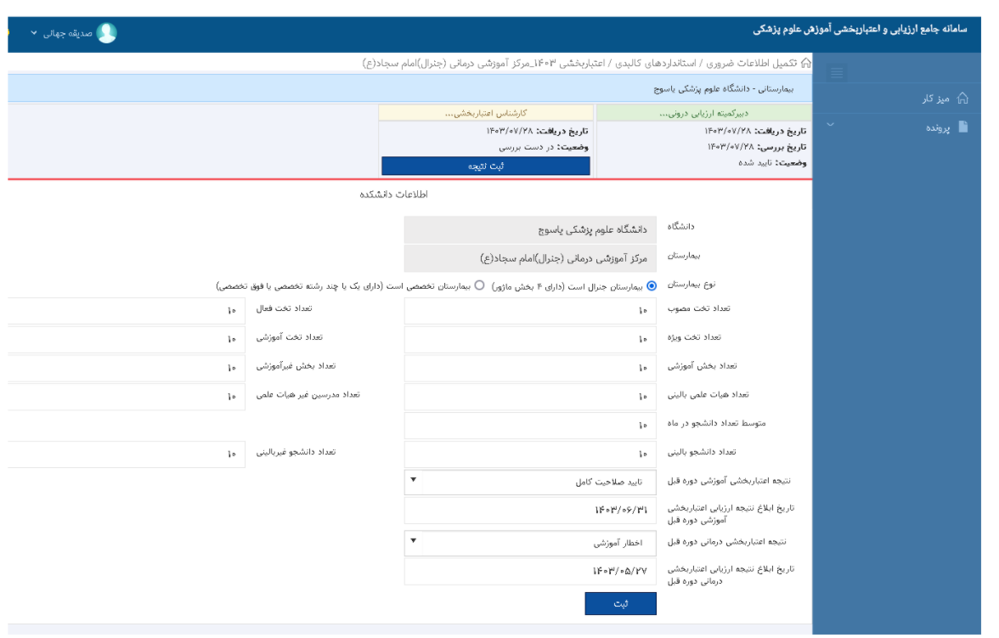 سامانه جامع ارزیابی و اعتباربخشی آموزش علوم پزشکی
صدیقه جهانی
میز کار
پرونده
تکمیل اطلاعات ضروری / استانداردهای کالبدی / اعتباربخشی ۱۴۰۳_مرکز آموزشی درمانی (جنرال)امام سجاد(ع)
بیمارستانی - دانشگاه علوم پزشکی یاسوج
دبیرکمیته ارزیابی درونی...
تاریخ دریافت: ۱۴۰۳/۰۷/۲۸
تاریخ بررسی: ۱۴۰۳/۰۷/۲۸
وضعیت: تایید شده
کارشناس اعتباربخشی...
تاریخ دریافت: ۱۴۰۳/۰۷/۲۸
وضعیت: در دست بررسی
ثبت نتیجه
اطلاعات دانشکده
دانشگاه دانشگاه علوم پزشکی یاسوج
بیمارستان مرکز آموزشی درمانی (جنرال)امام سجاد(ع)
نوع بیمارستان بیمارستان جنرال است (دارای ۴ بخش ماژور) بیمارستان تخصصی است (دارای یک یا چند رشته تخصصی یا فوق تخصصی)
تعداد تخت مصوب ۱۰ تعداد تخت فعال ۱۰
تعداد تخت ویژه ۱۰ تعداد تخت آموزشی ۱۰
تعداد بخش آموزشی ۱۰ تعداد بخش غیرآموزشی ۱۰
تعداد هیات علمی بالینی ۱۰ تعداد مدرسین غیر هیات علمی ۱۰
متوسط تعداد دانشجو در ماه ۱۰
تعداد دانشجو بالینی ۱۰ تعداد دانشجو غیربالینی ۱۰
نتیجه اعتباربخشی آموزشی دوره قبل تایید صلاحیت کامل
تاریخ ابلاغ نتیجه ارزیابی اعتباربخشی
آموزشی دوره قبل ۱۴۰۳/۰۶/۳۱
نتیجه اعتباربخشی درمانی دوره قبل اخطار آموزشی
تاریخ ابلاغ نتیجه ارزیابی اعتباربخشی
درمانی دوره قبل ۱۴۰۳/۰۵/۲۷
ثبت